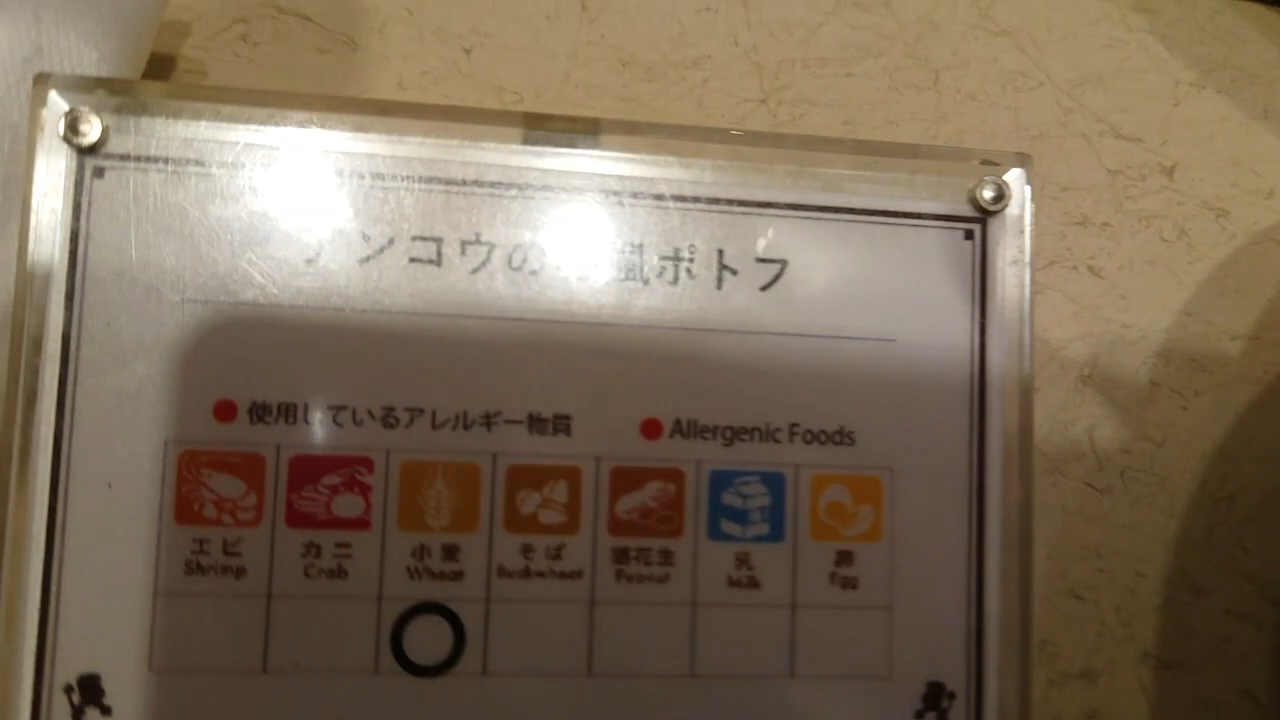 アンコウの 風ポトフ
● 使用しているアレルギー物質
● Allergenic Foods
エビ
Shrimp
カニ
Crab
小麦
Wheat
そば
Buckwheat
落花生
Peanut
乳
Milk
卵
Egg